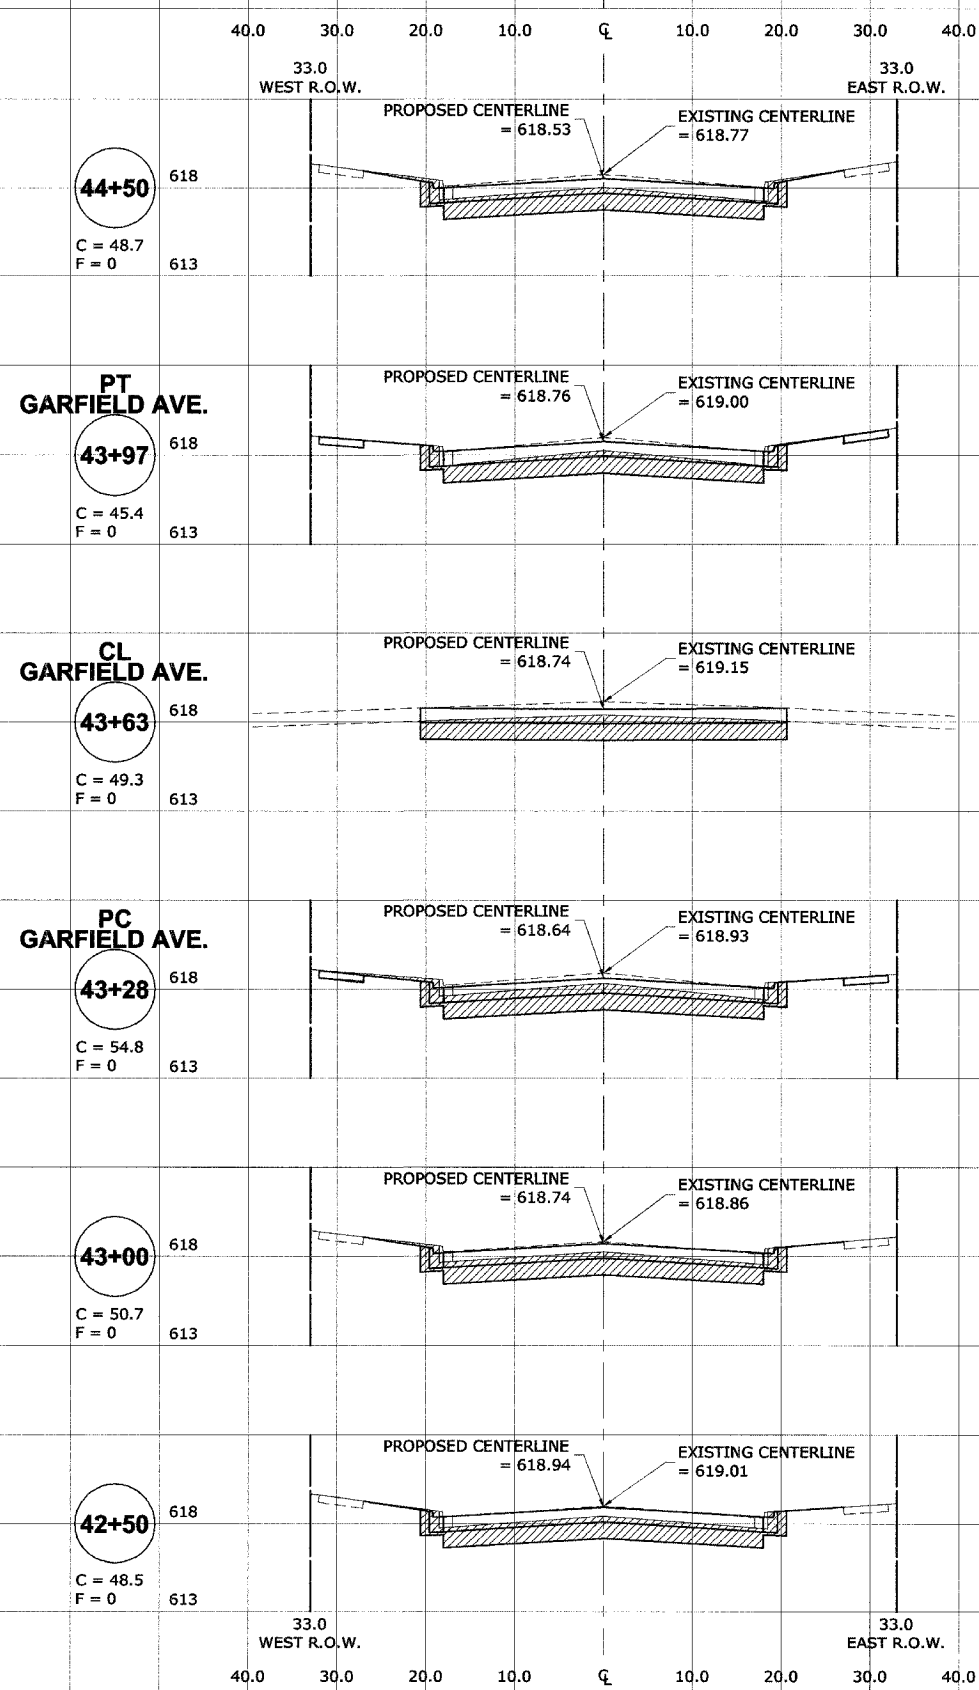 40.0 30.0 20.0 10.0 ℄ 10.0 20.0 30.0 40.0
33.0
WEST R.O.W.
33.0
EAST R.O.W.
PROPOSED CENTERLINE
= 618.53
EXISTING CENTERLINE
= 618.77
44+50
618
C = 48.7
F = 0
613
PT
GARFIELD AVE.
PROPOSED CENTERLINE
= 618.76
EXISTING CENTERLINE
= 619.00
43+97
618
C = 45.4
F = 0
613
CL
GARFIELD AVE.
PROPOSED CENTERLINE
= 618.74
EXISTING CENTERLINE
= 619.15
43+63
618
C = 49.3
F = 0
613
PC
GARFIELD AVE.
PROPOSED CENTERLINE
= 618.64
EXISTING CENTERLINE
= 618.93
43+28
618
C = 54.8
F = 0
613
PROPOSED CENTERLINE
= 618.74
EXISTING CENTERLINE
= 618.86
43+00
618
C = 50.7
F = 0
613
PROPOSED CENTERLINE
= 618.94
EXISTING CENTERLINE
= 619.01
42+50
618
C = 48.5
F = 0
613
33.0
WEST R.O.W.
33.0
EAST R.O.W.
40.0 30.0 20.0 10.0 ℄ 10.0 20.0 30.0 40.0